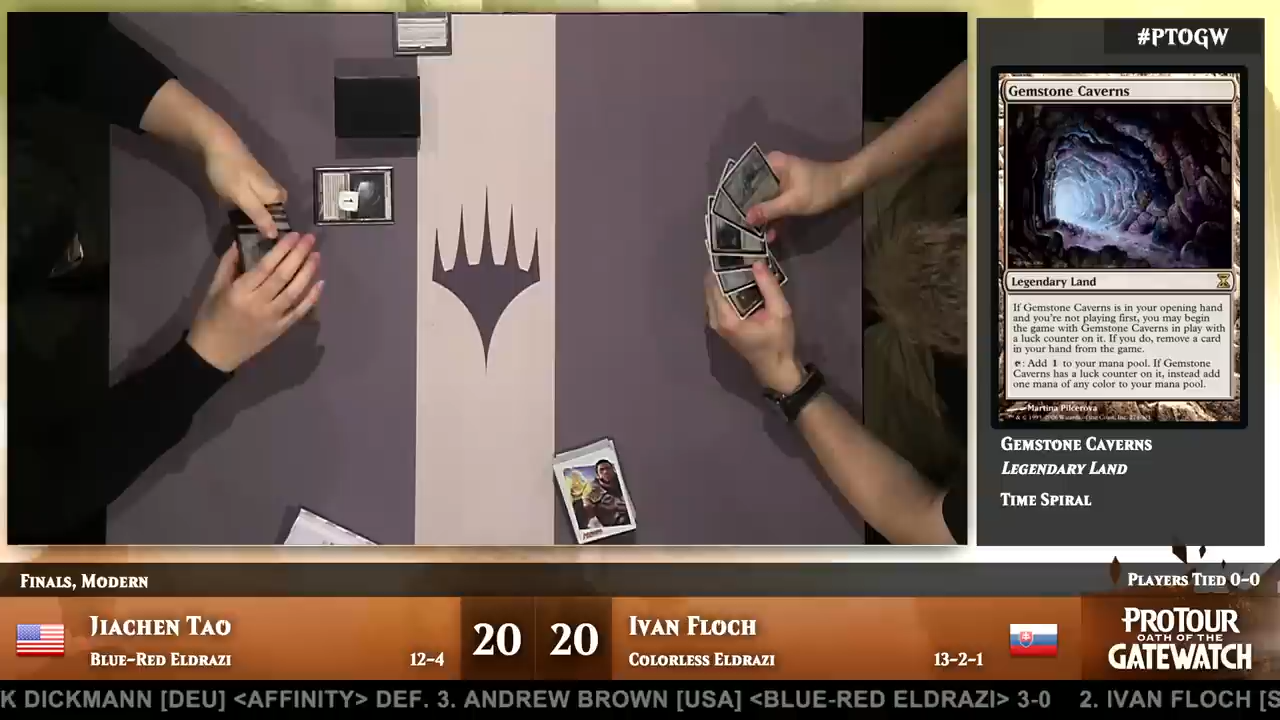 #PTOGW
Gemstone Caverns
Legendary Land
If Gemstone Caverns is in your opening hand
and you're not playing first, you may begin
the game with Gemstone Caverns in play with
a luck counter on it. If you do, remove a card
in your hand from the game.
: Add 1 to your mana pool. If Gemstone
Caverns has a luck counter on it, instead add
one mana of any color to your mana pool.
Martina Pilcerova
GEMSTONE CAVERNS
LEGENDARY LAND
TIME SPIRAL
1
FINALS, MODERN
PLAYERS TIED 0-0
JIACHEN TAO
BLUE-RED ELDRAZI
12-4
20
20
IVAN FLOCH
COLORLESS ELDRAZI
13-2-1
PROTOUR
OATH OF THE
GATEWATCH
K DICKMANN [DEU] <AFFINITY> DEF. 3. ANDREW BROWN [USA] <BLUE-RED ELDRAZI> 3-0 2. IVAN FLOCH [S